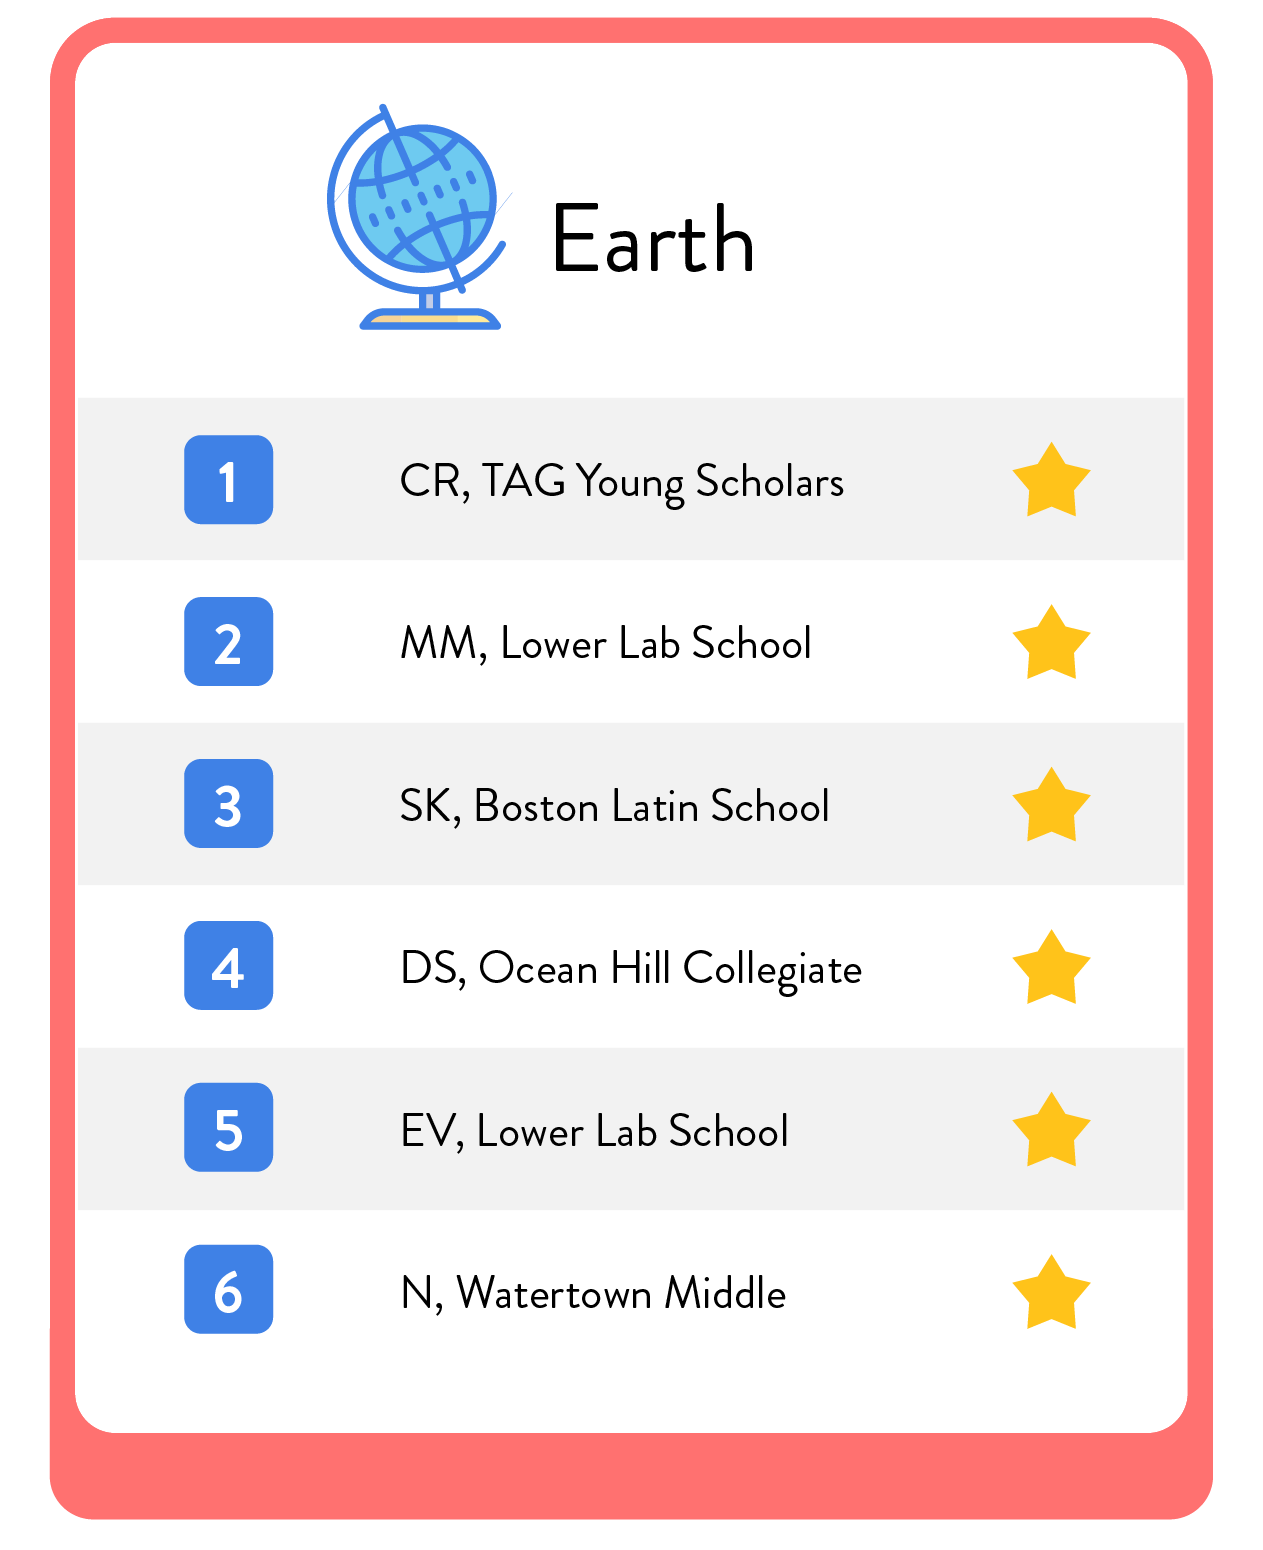 Earth
1 CR, TAG Young Scholars
2 MM, Lower Lab School
3 SK, Boston Latin School
4 DS, Ocean Hill Collegiate
5 EV, Lower Lab School
6 N, Watertown Middle